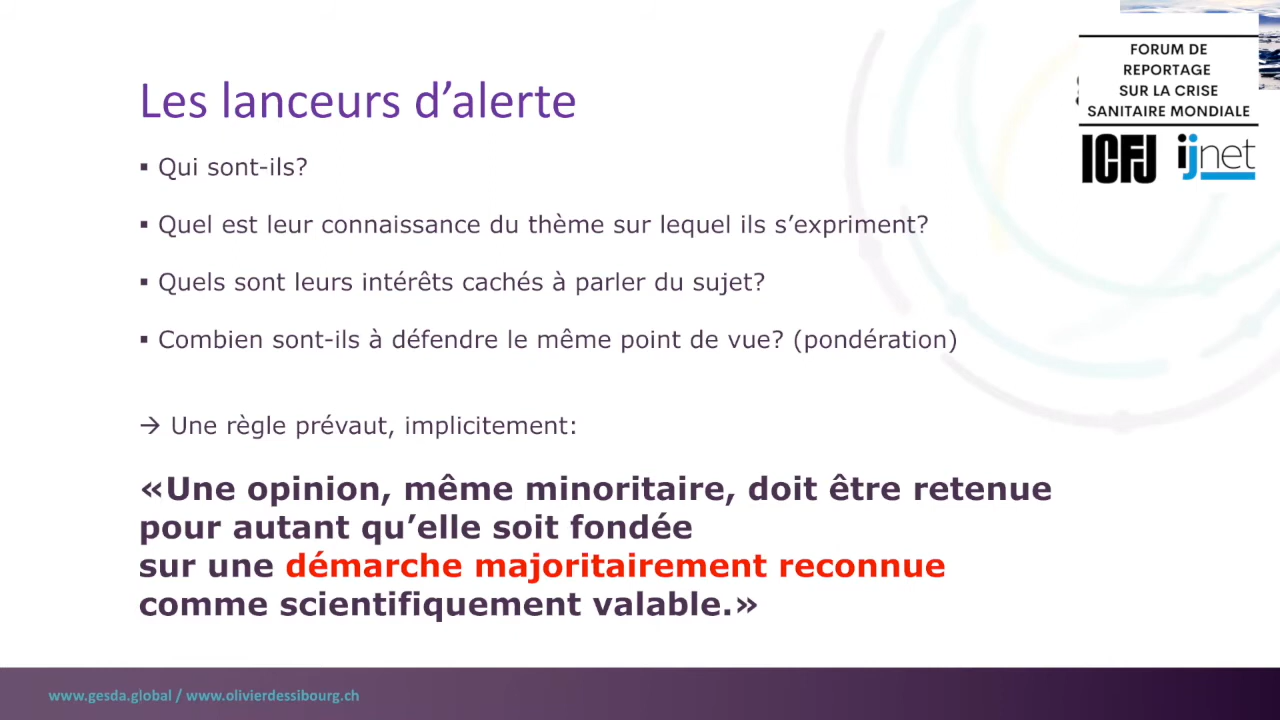 FORUM DE
REPORTAGE
SUR LA CRISE
SANITAIRE MONDIALE
ICFJ ijnet
Les lanceurs d’alerte
▪ Qui sont-ils?
▪ Quel est leur connaissance du thème sur lequel ils s’expriment?
▪ Quels sont leurs intérêts cachés à parler du sujet?
▪ Combien sont-ils à défendre le même point de vue? (pondération)
→ Une règle prévaut, implicitement:
«Une opinion, même minoritaire, doit être retenue
pour autant qu’elle soit fondée
sur une démarche majoritairement reconnue
comme scientifiquement valable.»
www.gesda.global / www.olivierdessibourg.ch